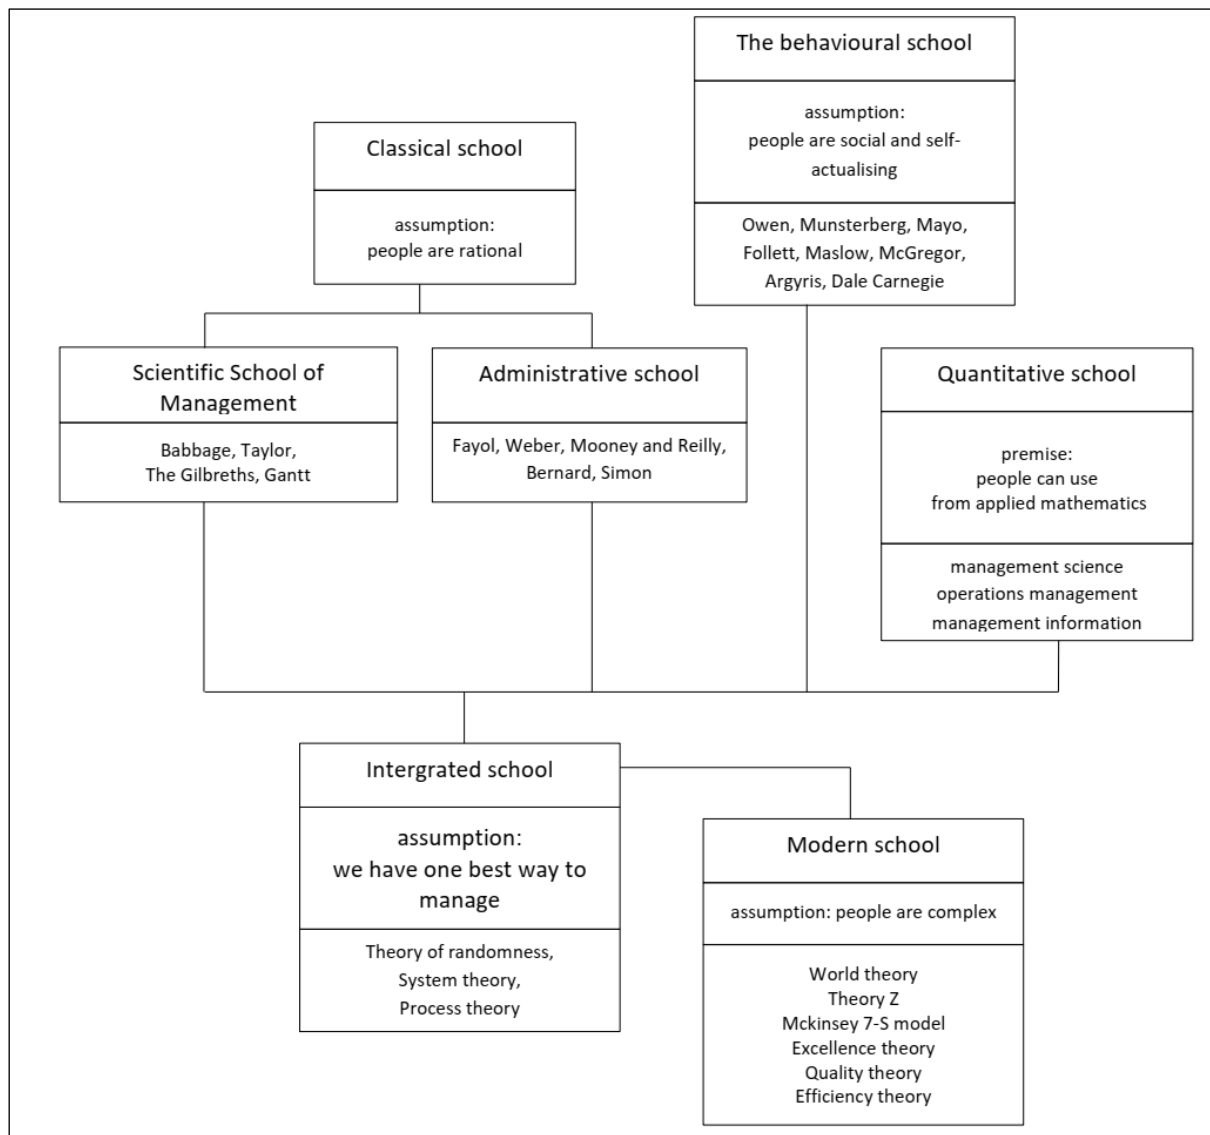 The behavioural school
assumption:
people are social and self-
actualising
Owen, Munsterberg, Mayo,
Follett, Maslow, McGregor,
Argyris, Dale Carnegie
Classical school
assumption:
people are rational
Scientific School of
Management
Babbage, Taylor,
The Gilbreths, Gantt
Administrative school
Fayol, Weber, Mooney and Reilly,
Bernard, Simon
Quantitative school
premise:
people can use
from applied mathematics
management science
operations management
management information
Intergrated school
assumption:
we have one best way to
manage
Theory of randomness,
System theory,
Process theory
Modern school
assumption: people are complex
World theory
Theory Z
Mckinsey 7-S model
Excellence theory
Quality theory
Efficiency theory